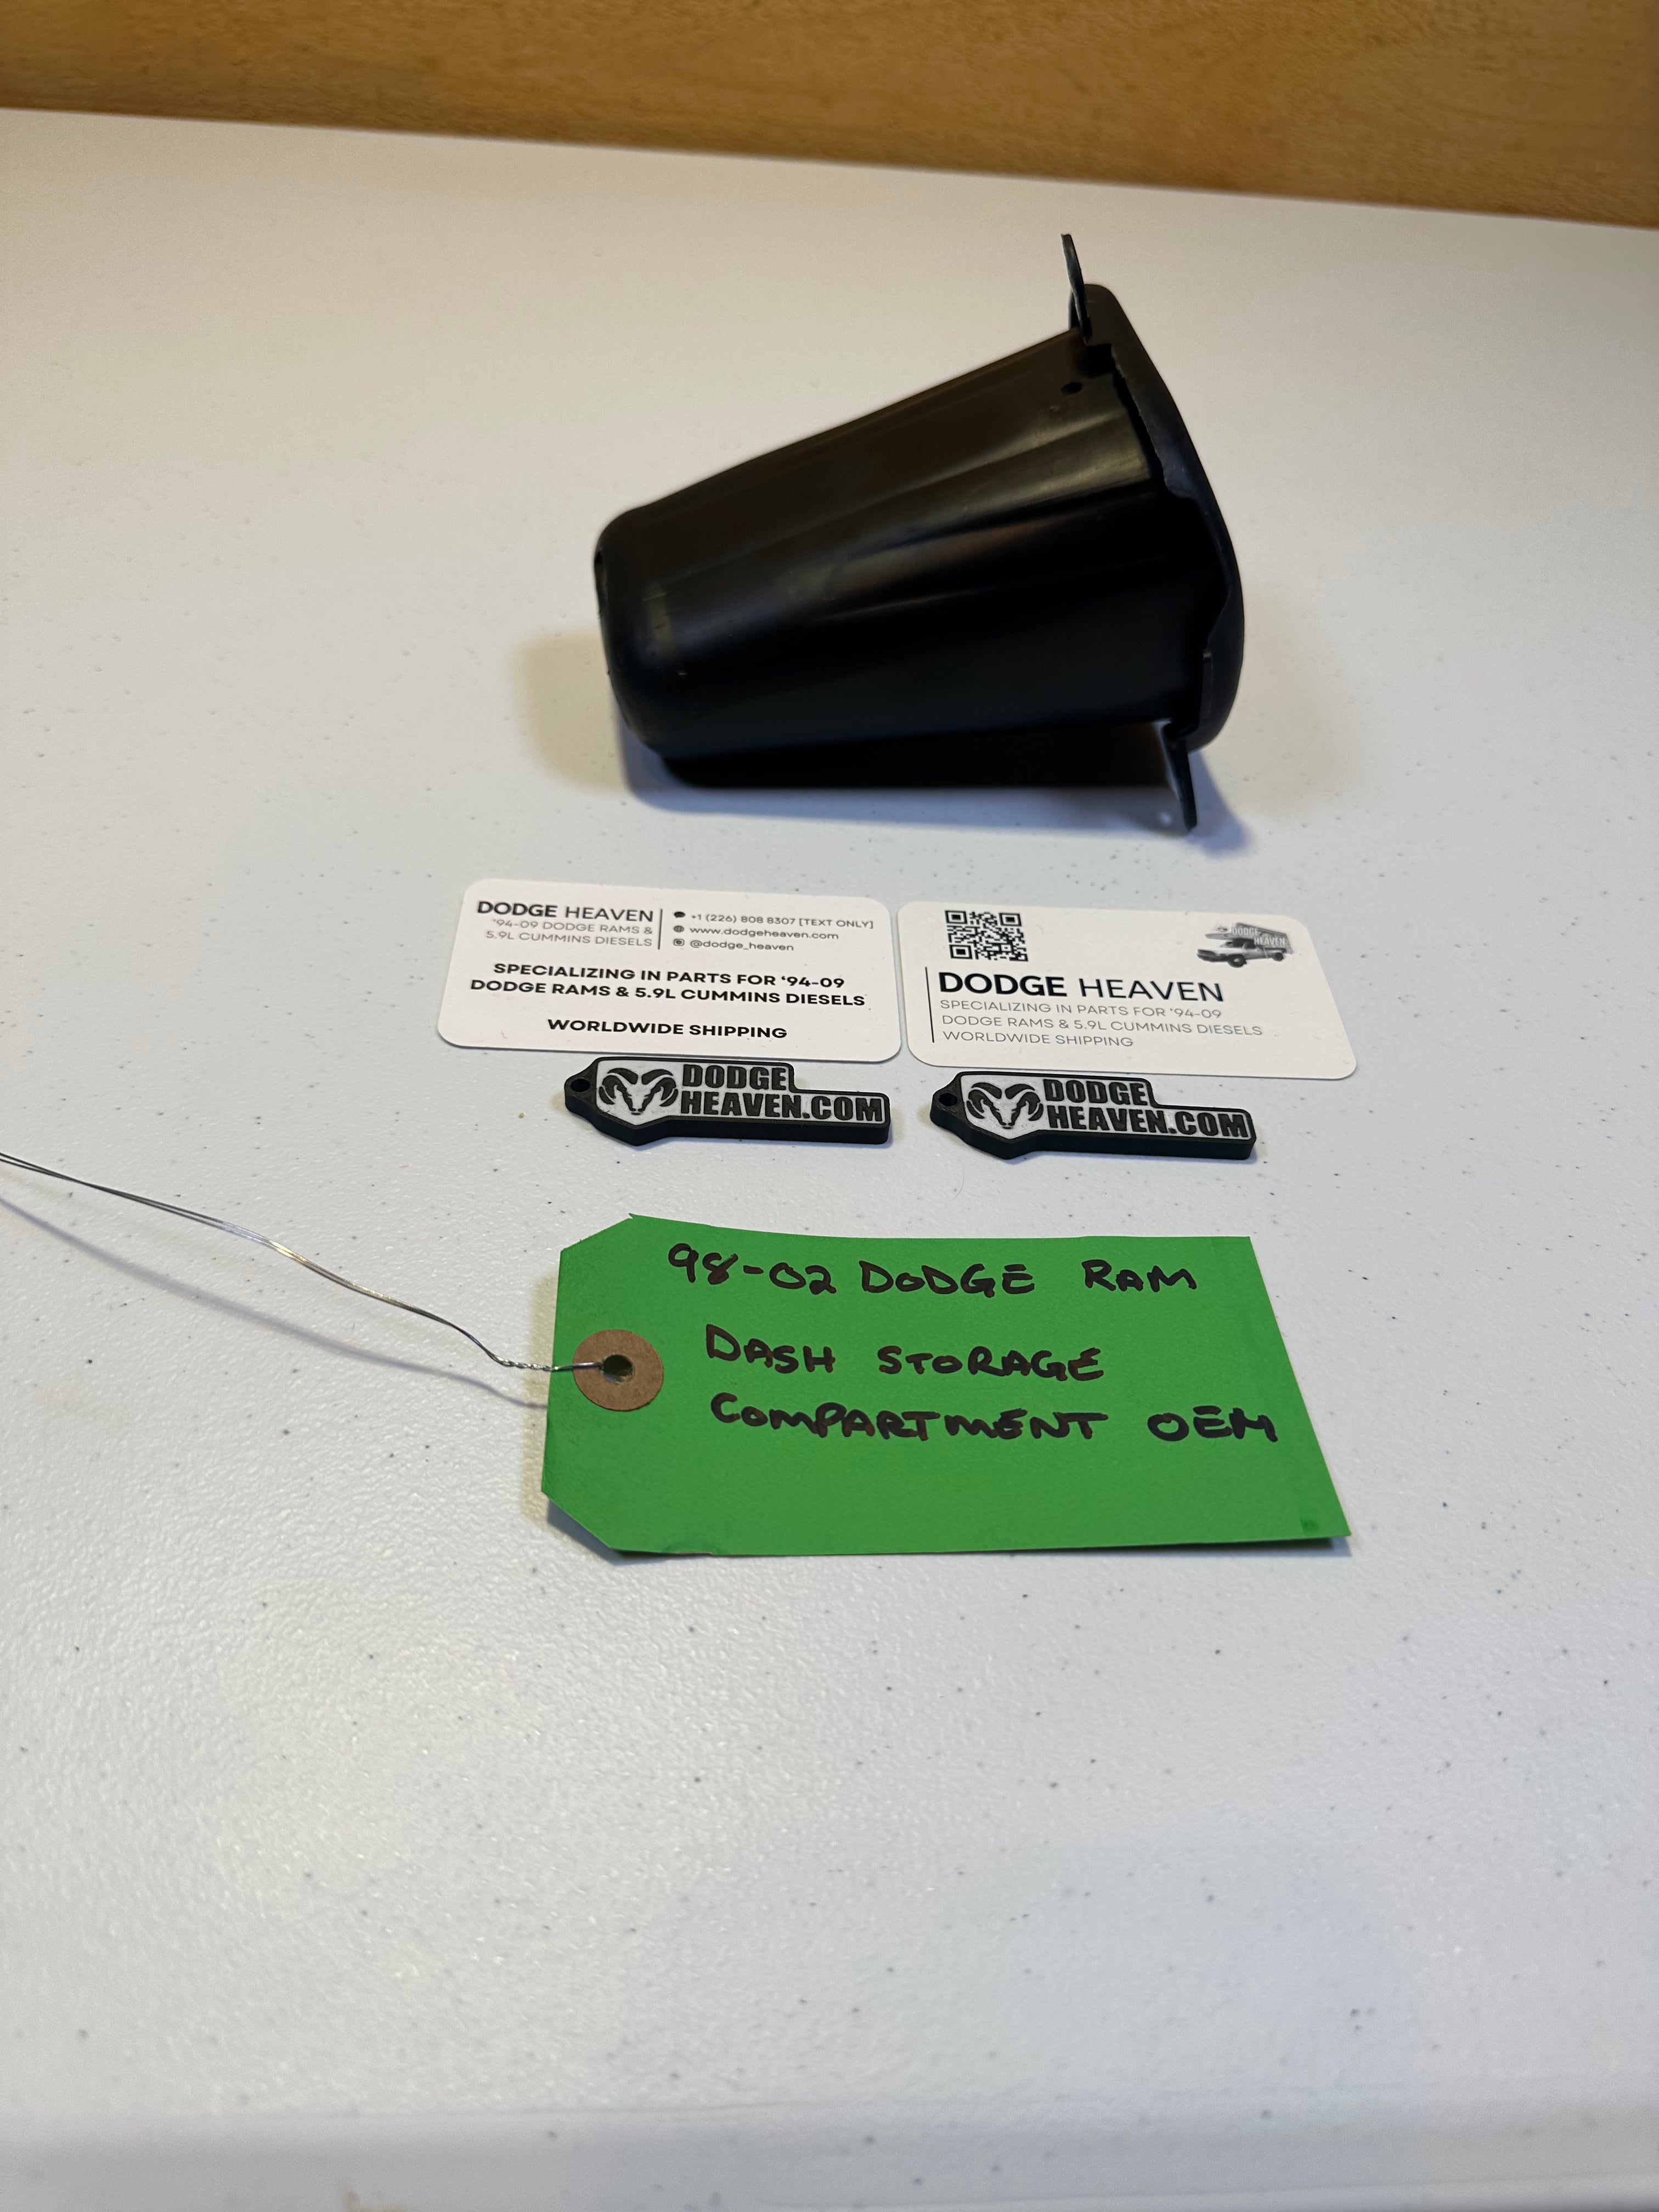 DODGE HEAVEN
'94-09 DODGE RAMS &
5.9L CUMMINS DIESELS
+1 (226) 808 8307 [TEXT ONLY]
www.dodgeheaven.com
@dodge_heaven
SPECIALIZING IN PARTS FOR '94-09
DODGE RAMS & 5.9L CUMMINS DIESELS
WORLDWIDE SHIPPING
DODGE
HEAVEN
DODGE HEAVEN
SPECIALIZING IN PARTS FOR '94-09
DODGE RAMS & 5.9L CUMMINS DIESELS
WORLDWIDE SHIPPING
DODGE
HEAVEN.COM
DODGE
HEAVEN.COM
98-02 DODGE RAM
DASH STORAGE
COMPARTMENT OEM